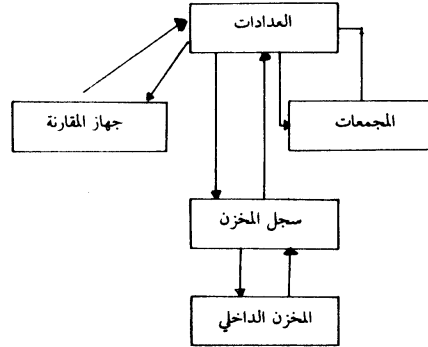 العدادات
المجمعات
جهاز المقارنة
سجل المخزن
المخزن الداخلي